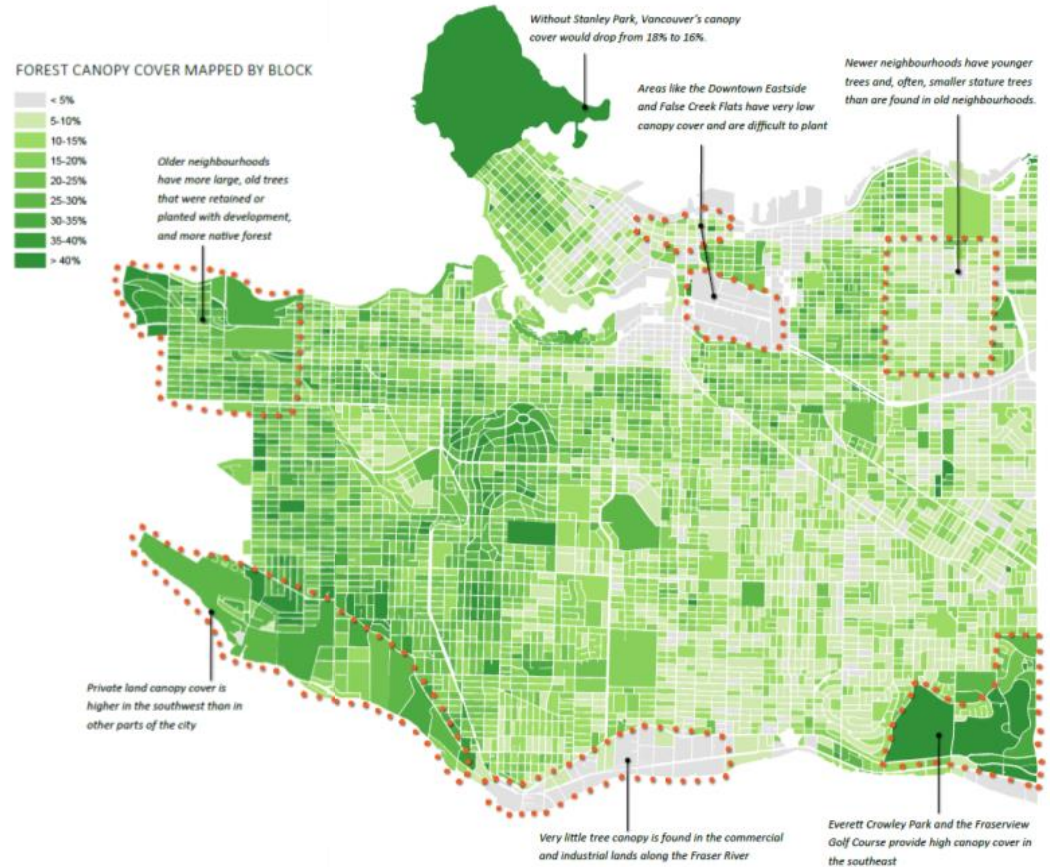 Without Stanley Park, Vancouver's canopy
cover would drop from 18% to 16%.
FOREST CANOPY COVER MAPPED BY BLOCK
< 5%
5-10%
10-15%
15-20%
20-25%
25-30%
30-35%
35-40%
> 40%
Older neighbourhoods
have more large, old trees
that were retained or
planted with development,
and more native forest
Areas like the Downtown Eastside
and False Creek Flats have very low
canopy cover and are difficult to plant
Newer neighbourhoods have younger
trees and, often, smaller stature trees
than are found in old neighbourhoods.
Private land canopy cover is
higher in the southwest than in
other parts of the city
Very little tree canopy is found in the commercial
and industrial lands along the Fraser River
Everett Crowley Park and the Fraserview
Golf Course provide high canopy cover in
the southeast